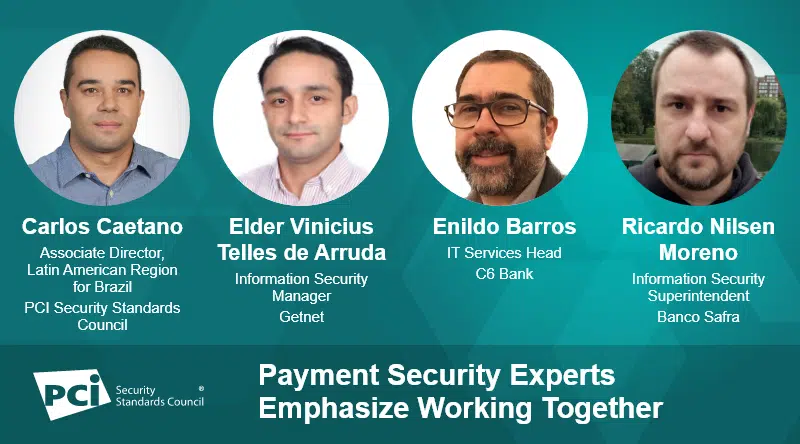 Carlos Caetano
Associate Director,
Latin American Region
for Brazil
PCI Security Standards
Council
Elder Vinicius
Telles de Arruda
Information Security
Manager
Getnet
Enildo Barros
IT Services Head
C6 Bank
Ricardo Nilsen
Moreno
Information Security
Superintendent
Banco Safra
PCi
Security
Standards Council
®
Payment Security Experts
Emphasize Working Together